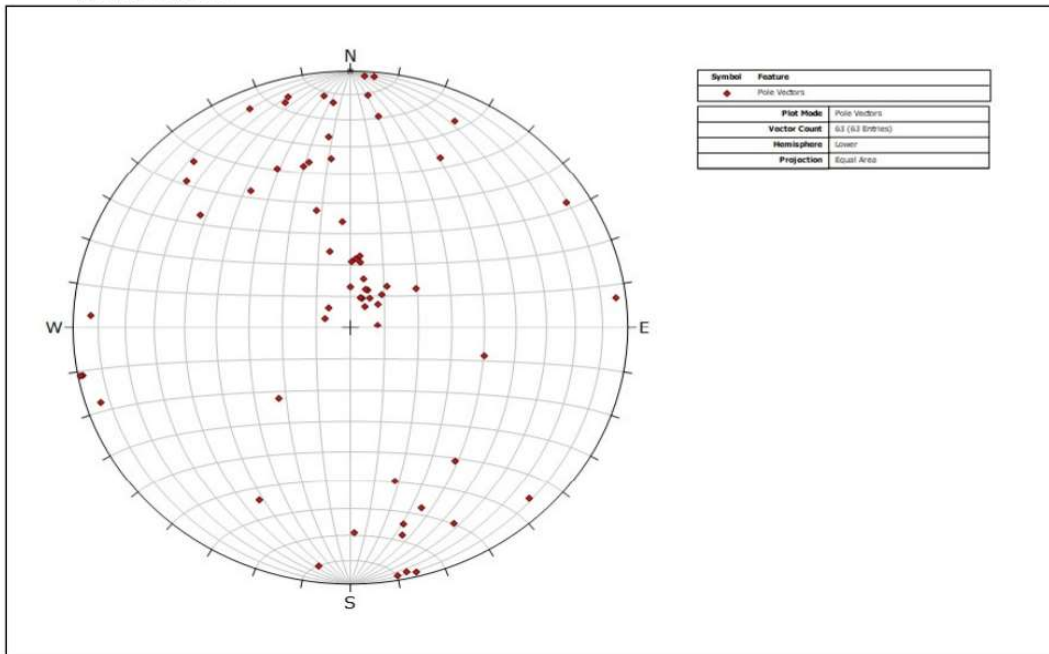 N
W
E
S
Symbol Feature
Pole Vectors
Plot Mode Pole Vectors
Vector Count 63 (63 Entries)
Hemisphere Lower
Projection Equal Area